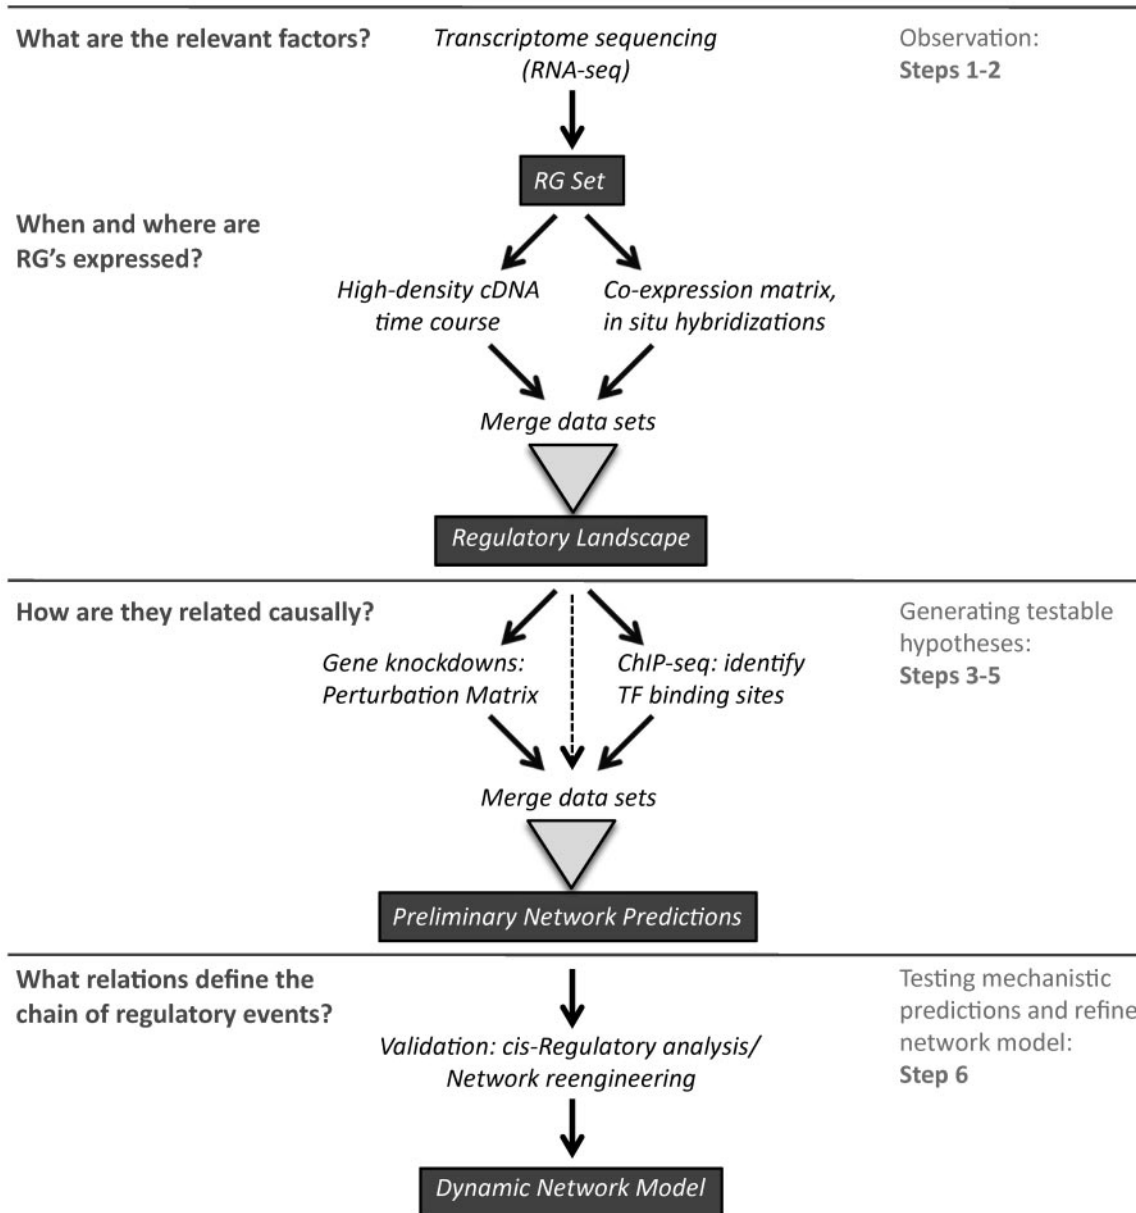 What are the relevant factors?
Transcriptome sequencing
(RNA-seq)
Observation:
Steps 1-2
RG Set
When and where are
RG's expressed?
High-density cDNA
time course
Co-expression matrix,
in situ hybridizations
Merge data sets
Regulatory Landscape
How are they related causally?
Generating testable
hypotheses:
Steps 3-5
Gene knockdowns:
Perturbation Matrix
ChIP-seq: identify
TF binding sites
Merge data sets
Preliminary Network Predictions
What relations define the
chain of regulatory events?
Testing mechanistic
predictions and refine
network model:
Step 6
Validation: cis-Regulatory analysis/
Network reengineering
Dynamic Network Model